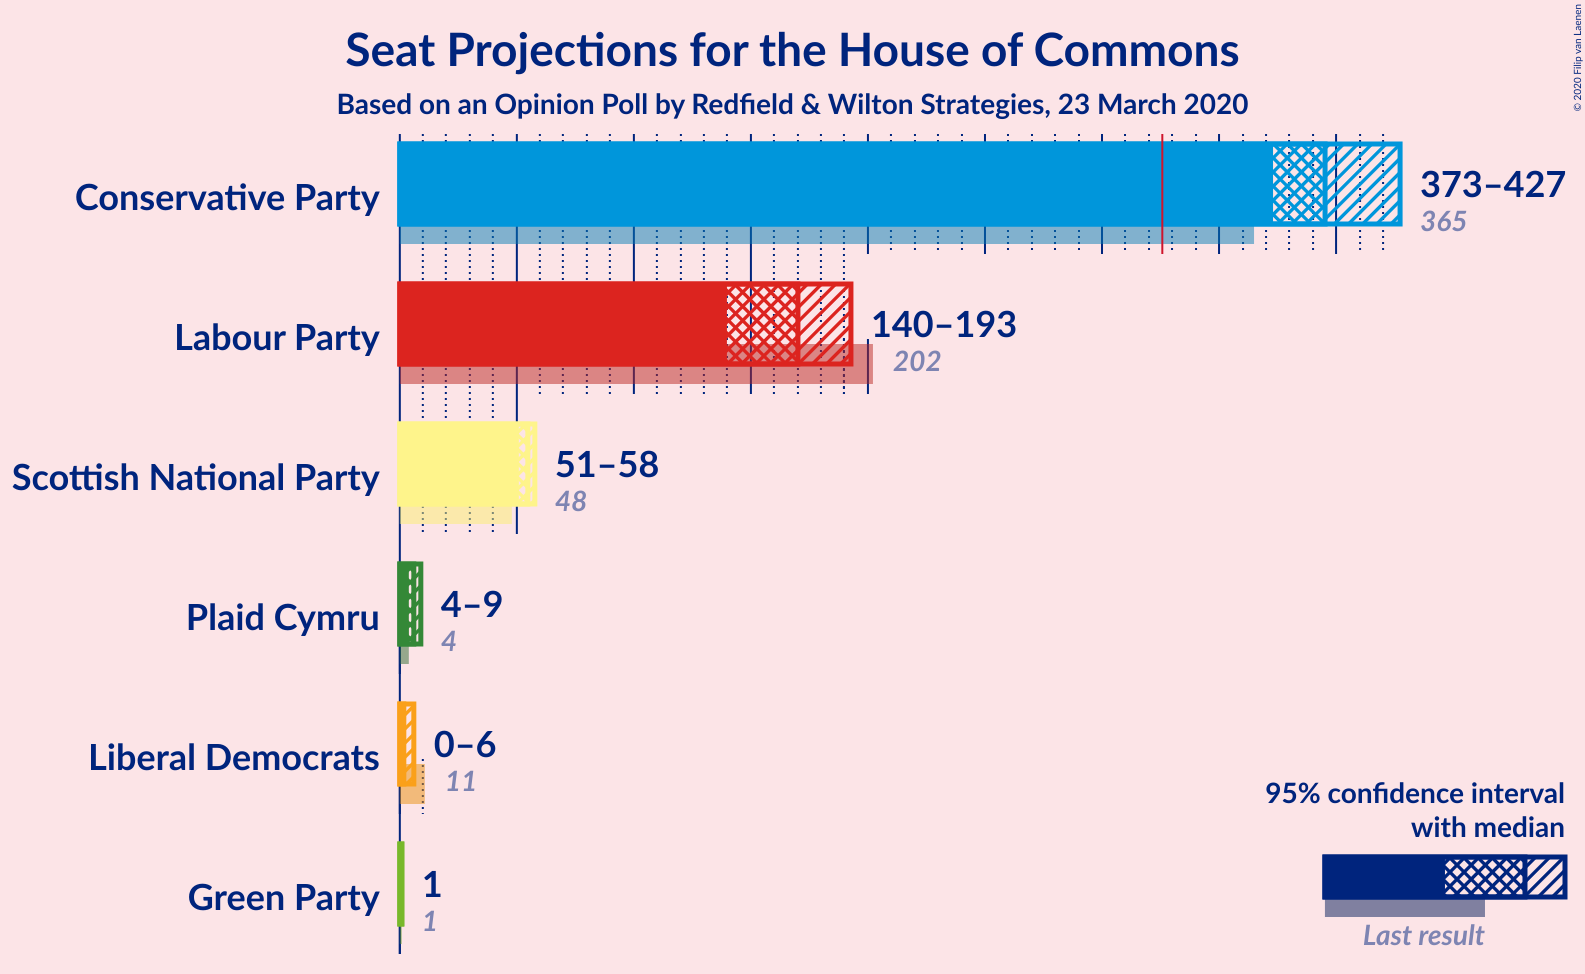 Seat Projections for the House of Commons
Based on an Opinion Poll by Redfield & Wilton Strategies, 23 March 2020
© 2020 Filip van Laenen
Conservative Party
373–427
365
Labour Party
140–193
202
Scottish National Party
51–58
48
Plaid Cymru
4–9
4
Liberal Democrats
0–6
11
Green Party
1
1
95% confidence interval
with median
Last result